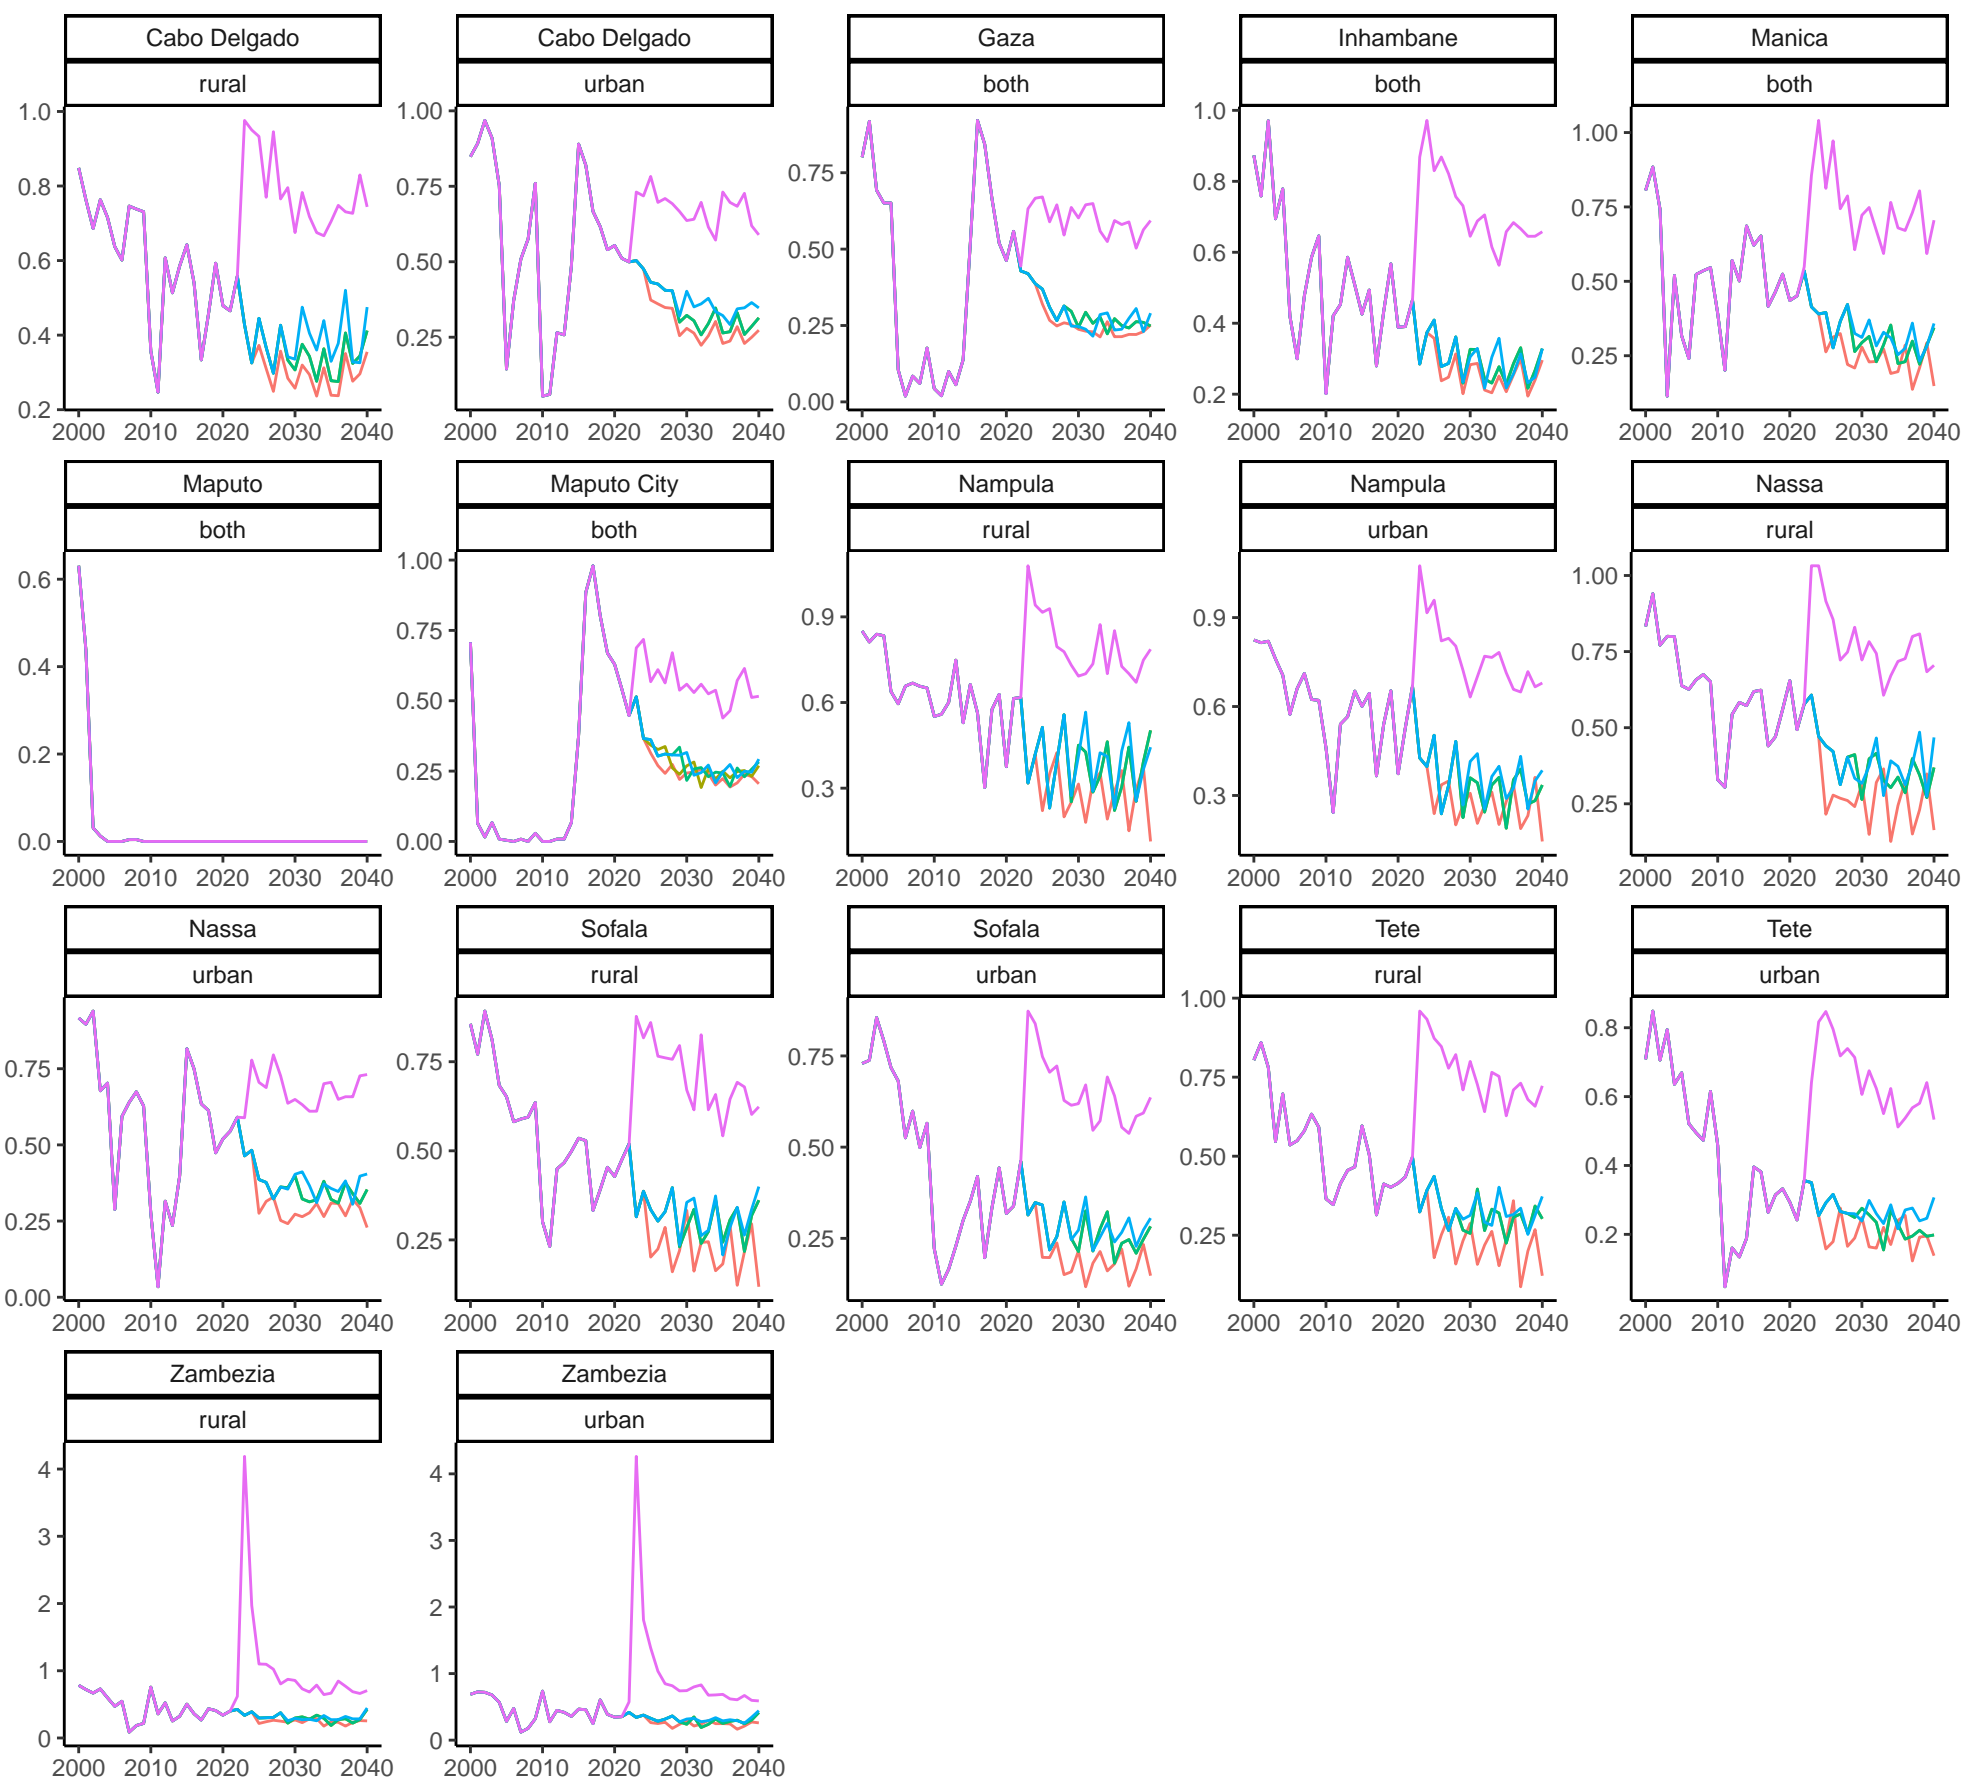 Cabo Delgado Cabo Delgado Gaza Inhambane Manica
rural urban both both both
1.0 1.00 0.75 1.0 1.00
0.8 0.75 0.50 0.8 0.75
0.6 0.50 0.25 0.6 0.50
0.4 0.25 0.00 0.4 0.25
0.2 0.2
2000 2010 2020 2030 2040 2000 2010 2020 2030 2040 2000 2010 2020 2030 2040 2000 2010 2020 2030 2040 2000 2010 2020 2030 2040
Maputo Maputo City Nampula Nampula Nassa
both both rural urban rural
0.6 1.00 0.9 0.9 1.00
0.4 0.75 0.6 0.6 0.75
0.2 0.50 0.3 0.3 0.50
0.0 0.25 0.25
0.00
2000 2010 2020 2030 2040 2000 2010 2020 2030 2040 2000 2010 2020 2030 2040 2000 2010 2020 2030 2040 2000 2010 2020 2030 2040
Nassa Sofala Sofala Tete Tete
urban rural urban rural urban
0.75 0.75 0.75 1.00 0.8
0.50 0.50 0.50 0.75 0.6
0.25 0.25 0.25 0.50 0.4
0.00 0.25 0.2
2000 2010 2020 2030 2040 2000 2010 2020 2030 2040 2000 2010 2020 2030 2040 2000 2010 2020 2030 2040 2000 2010 2020 2030 2040
Zambezia Zambezia
rural urban
4 4
3 3
2 2
1 1
0 0
2000 2010 2020 2030 2040 2000 2010 2020 2030 2040